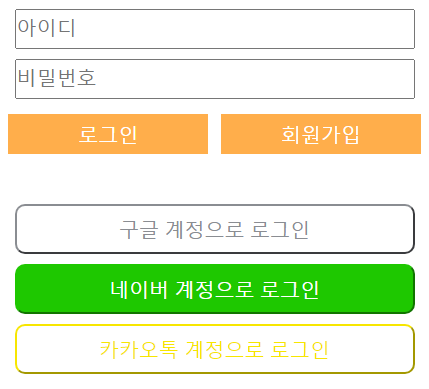 아이디
비밀번호
로그인 회원가입
구글 계정으로 로그인
네이버 계정으로 로그인
카카오톡 계정으로 로그인